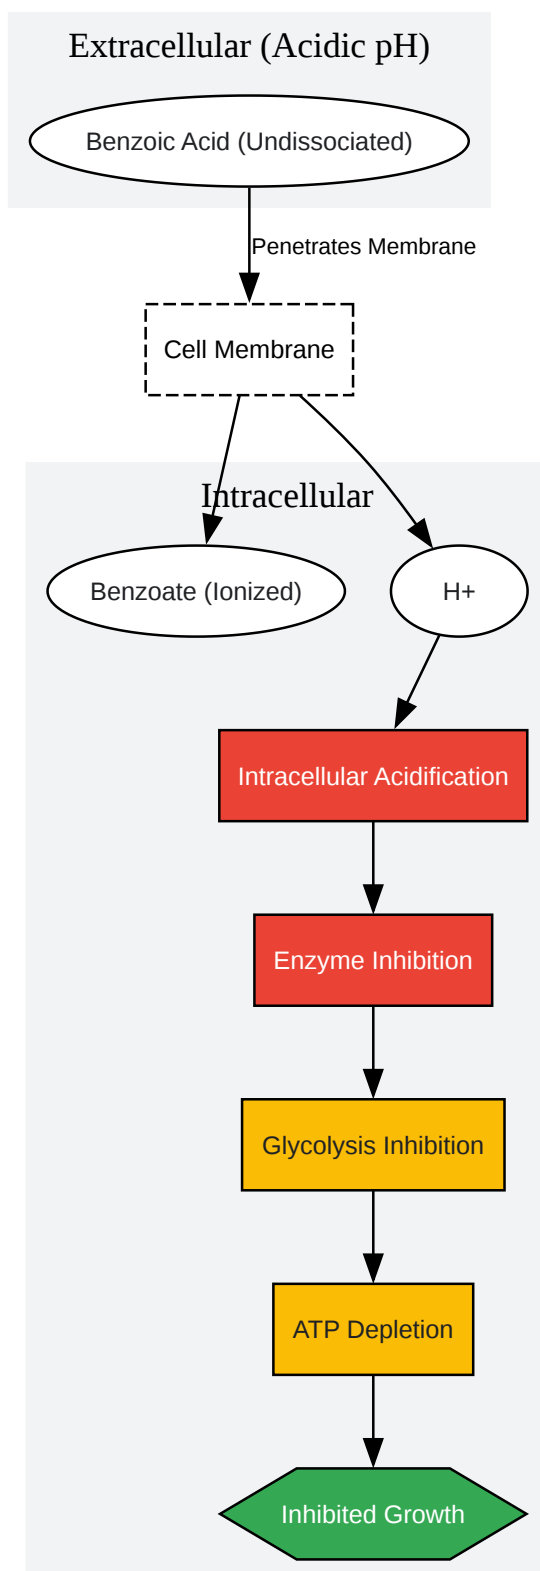 Extracellular (Acidic pH)
Benzoic Acid (Undissociated)
Penetrates Membrane
Cell Membrane
Intracellular
Benzoate (Ionized)
H+
Intracellular Acidification
Enzyme Inhibition
Glycolysis Inhibition
ATP Depletion
Inhibited Growth